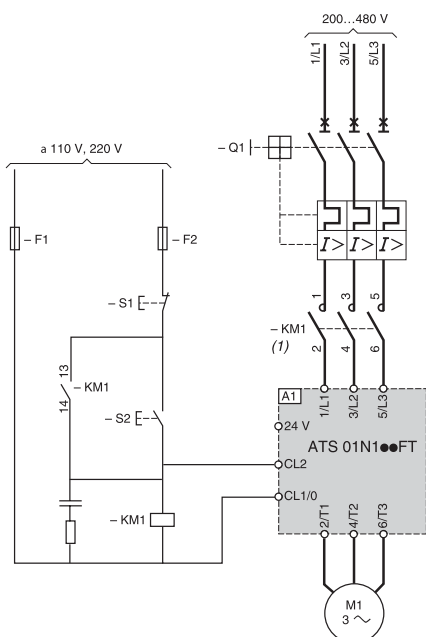 200...480 V
1/L1
3/L2
5/L3
– Q1
a 110 V, 220 V
– F1
– F2
I> I> I>
– S1
1
3
5
– KM1
(1)
2
4
6
13
– KM1
14
– S2
A1
1/L1
3/L2
5/L3
24 V
ATS 01N1●●FT
CL2
CL1/0
– KM1
2/T1
4/T2
6/T3
M1
3 ~